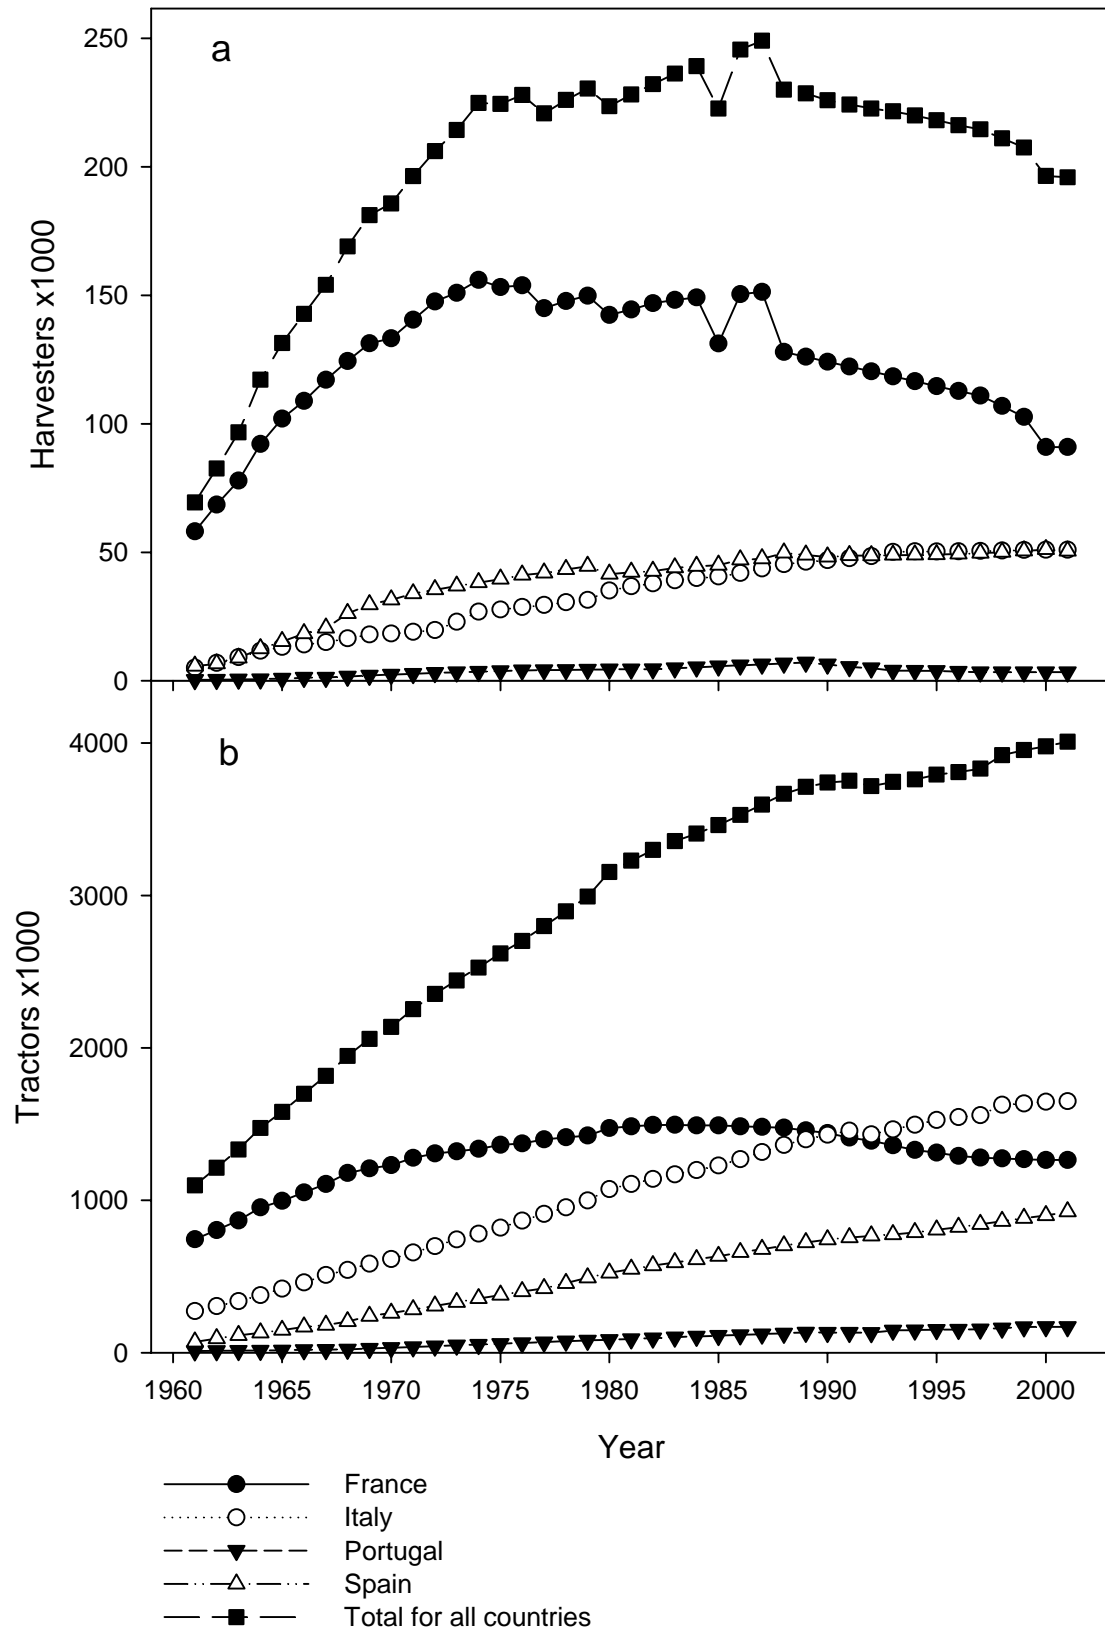 a
250
200
150
100
50
0
Harvesters x1000
b
4000
3000
2000
1000
0
Tractors x1000
1960 1965 1970 1975 1980 1985 1990 1995 2000
Year
France
Italy
Portugal
Spain
Total for all countries